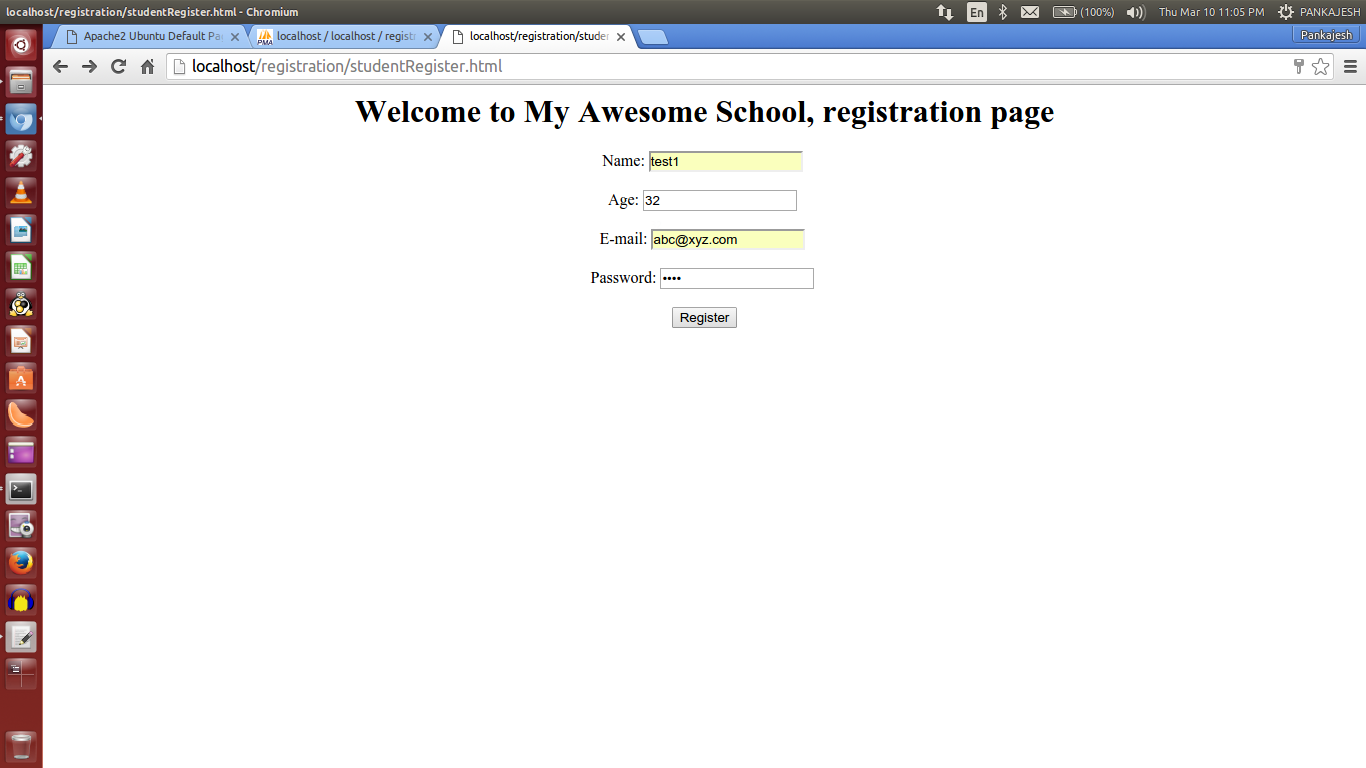 localhost/registration/studentRegister.html - Chromium
En (100%) Thu Mar 10 11:05 PM PANKAJESH
Apache2 Ubuntu Default Pa localhost / localhost / regist localhost/registration/stude Pankajesh
localhost/registration/studentRegister.html
Welcome to My Awesome School, registration page
Name: test1
Age: 32
E-mail: abc@xyz.com
Password: ••••
Register